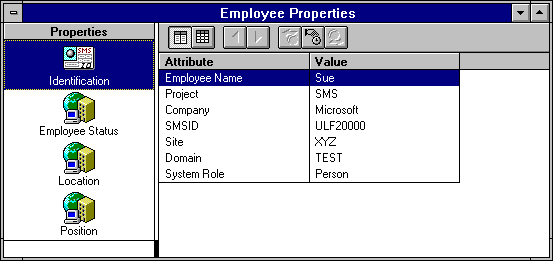 Employee Properties
Properties
SMS
ID
Identification
Employee Status
Location
Position
Attribute Value
Employee Name Sue
Project SMS
Company Microsoft
SMSID ULF20000
Site XYZ
Domain TEST
System Role Person